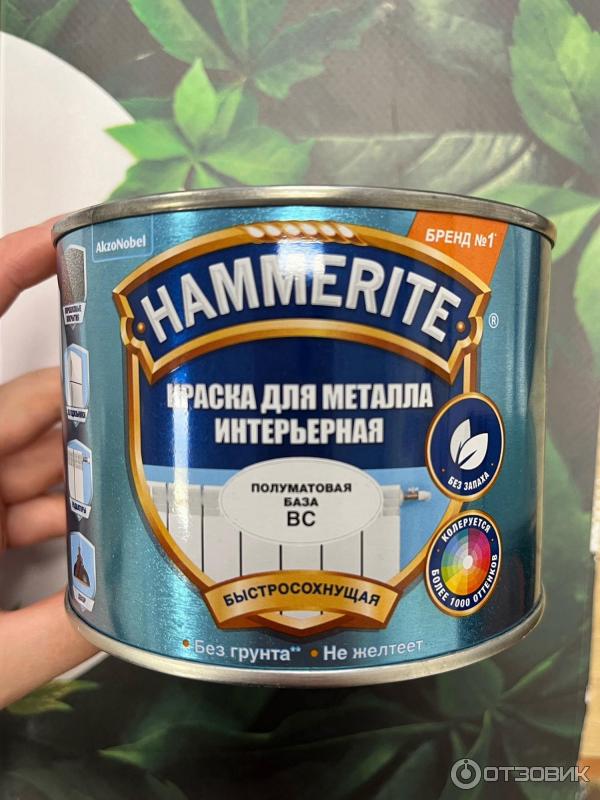 AkzoNobel
БРЕНД №1*
HAMMERITE®
КРАСКА ДЛЯ МЕТАЛЛА
ИНТЕРЬЕРНАЯ
ПОЛУМАТОВАЯ
БАЗА
BC
БЕЗ ЗАПАХА
КОЛЕРУЕТСЯ
БОЛЕЕ 1000 ОТТЕНКОВ
БЫСТРОСОХНУЩАЯ
• Без грунта** • Не желтеет
ОТЗОВИК